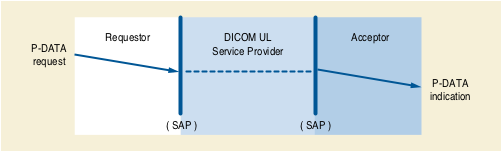 Requestor
DICOM UL
Service Provider
Acceptor
P-DATA
request
P-DATA
indication
( SAP )
( SAP )